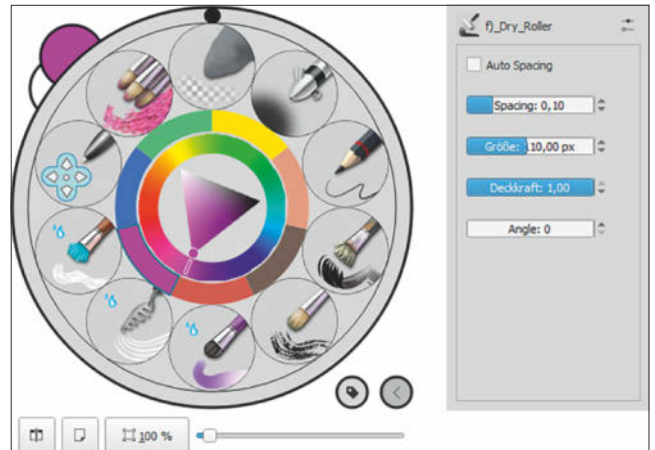 f)_Dry_Roller
Auto Spacing
Spacing: 0,10
Größe: 10,00 px
Deckkraft: 1,00
Angle: 0
100 %